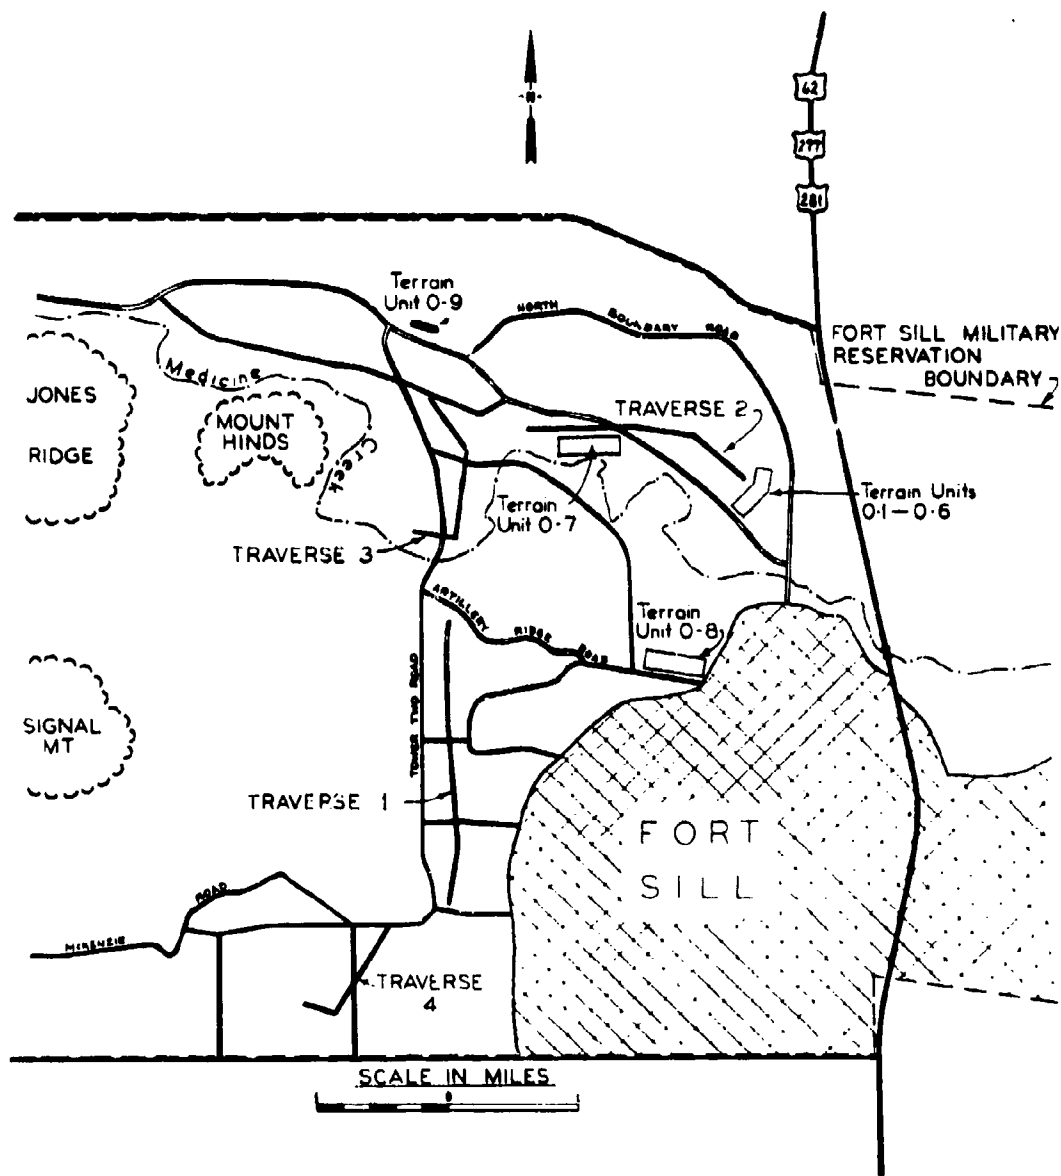 N
62
277
281
Terrain
Unit 0-9
NORTH BOUNDARY ROAD
FORT SILL MILITARY
RESERVATION
BOUNDARY
JONES
RIDGE
Medicine
Creek
MOUNT
HINDS
TRAVERSE 2
Terrain
Unit 0-7
Terrain Units
0.1-0.6
TRAVERSE 3
ARTILLERY RIDGE ROAD
Terrain
Unit 0-8
TOWER TWO ROAD
SIGNAL
MT
TRAVERSE 1
FORT
SILL
MCKENZIE ROAD
TRAVERSE
4
SCALE IN MILES